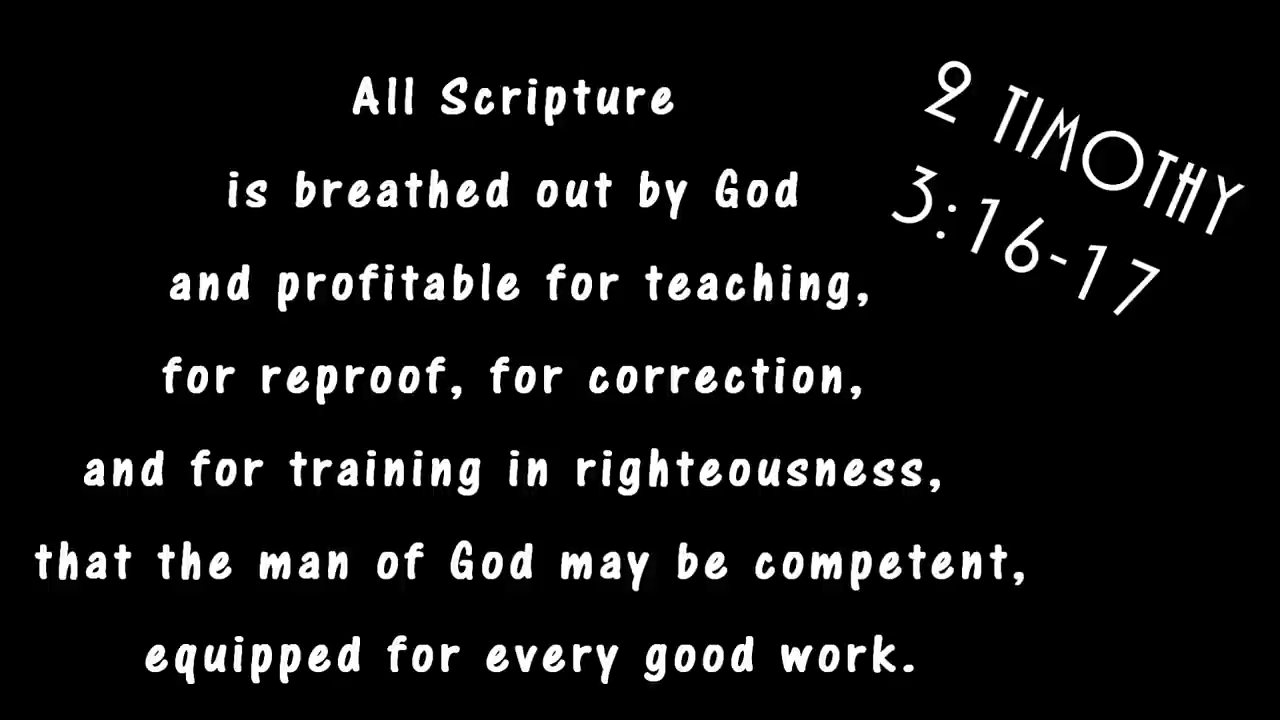 All Scripture
is breathed out by God
and profitable for teaching,
for reproof, for correction,
and for training in righteousness,
that the man of God may be competent,
equipped for every good work.
2 TIMOTHY
3:16-17